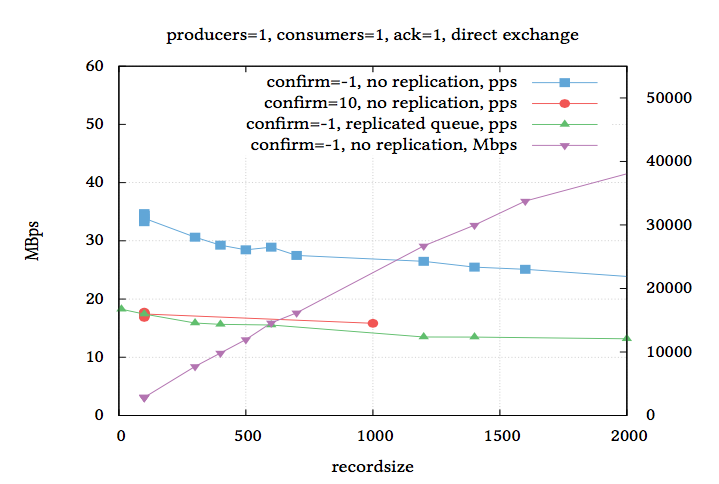 producers=1, consumers=1, ack=1, direct exchange
confirm=-1, no replication, pps
confirm=10, no replication, pps
confirm=-1, replicated queue, pps
confirm=-1, no replication, Mbps
60
50
40
30
20
10
0
MBps
50000
40000
30000
20000
10000
0
0 500 1000 1500 2000
recordsize